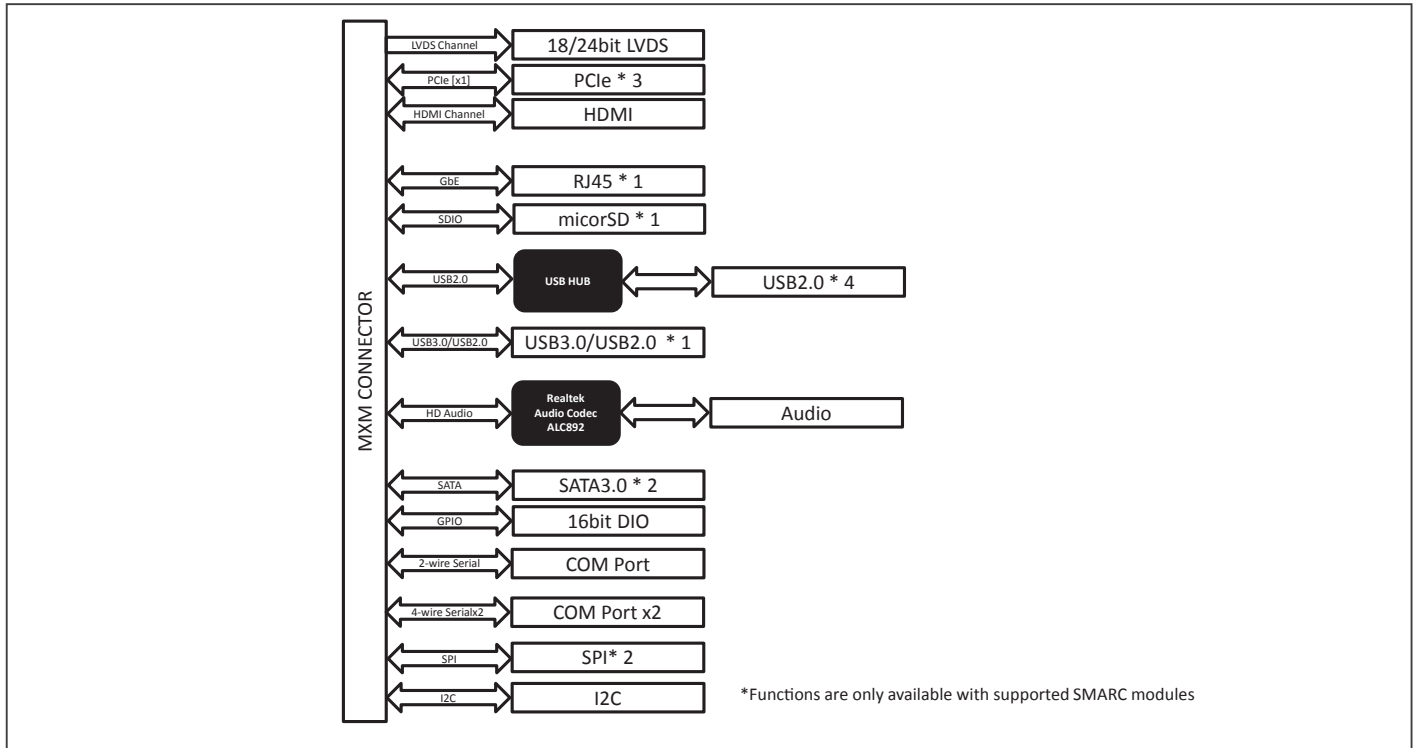 MXM CONNECTOR
LVDS Channel
18/24bit LVDS
PCIe [x1]
PCIe * 3
HDMI Channel
HDMI
GbE
RJ45 * 1
SDIO
micorSD * 1
USB2.0
USB HUB
USB2.0 * 4
USB3.0/USB2.0
USB3.0/USB2.0 * 1
HD Audio
Realtek
Audio Codec
ALC892
Audio
SATA
SATA3.0 * 2
GPIO
16bit DIO
2-wire Serial
COM Port
4-wire Serialx2
COM Port x2
SPI
SPI* 2
I2C
I2C
*Functions are only available with supported SMARC modules